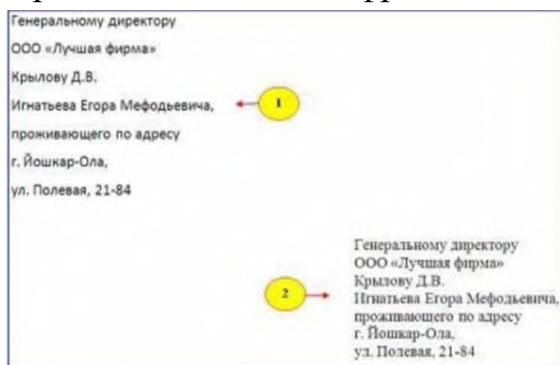 Генеральному директору
ООО «Лучшая фирма»
Крылову Д.В.
Игнатьева Егора Мефодьевича,
1
проживающего по адресу
г. Йошкар-Ола,
ул. Полевая, 21-84
2
Генеральному директору
ООО «Лучшая фирма»
Крылову Д.В.
Игнатьева Егора Мефодьевича,
проживающего по адресу
г. Йошкар-Ола,
ул. Полевая, 21-84